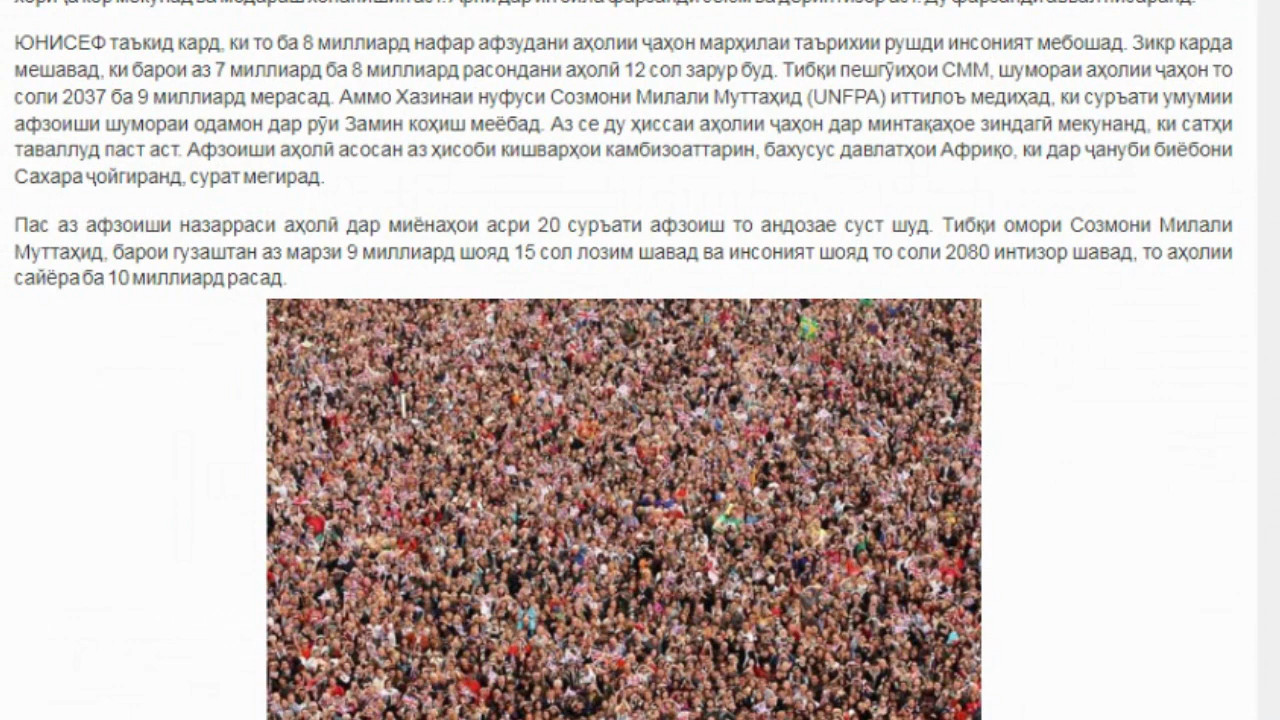 ЮНИСЕФ таъкид кард, ки то ба 8 миллиард нафар афзудани аҳолии ҷаҳон марҳилаи таърихии рушди инсоният мебошад. Зикр карда
мешавад, ки барои аз 7 миллиард ба 8 миллиард расондани аҳолӣ 12 сол зарур буд. Тибқи пешгӯиҳои СММ, шумораи аҳолии ҷаҳон то
соли 2037 ба 9 миллиард мерасад. Аммо Хазинаи нуфуси Созмони Милали Муттаҳид (UNFPA) иттилоъ медиҳад, ки суръати умумии
афзоиши шумораи одамон дар рӯи Замин коҳиш меёбад. Аз се ду ҳиссаи аҳолии ҷаҳон дар минтақаҳое зиндагӣ мекунанд, ки сатҳи
таваллуд паст аст. Афзоиши аҳолӣ асосан аз ҳисоби кишварҳои камбизоаттарин, бахусус давлатҳои Африқо, ки дар ҷануби биёбони
Сахара ҷойгиранд, сурат мегирад.
Пас аз афзоиши назарраси аҳолӣ дар миёнаҳои асри 20 суръати афзоиш то андозае суст шуд. Тибқи омори Созмони Милали
Муттаҳид, барои гузаштан аз марзи 9 миллиард шояд 15 сол лозим шавад ва инсоният шояд то соли 2080 интизор шавад, то аҳолии
сайёра ба 10 миллиард расад.